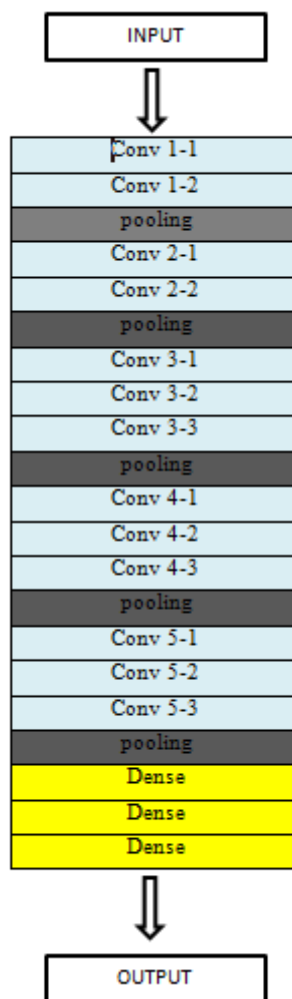 INPUT
Conv 1-1
Conv 1-2
pooling
Conv 2-1
Conv 2-2
pooling
Conv 3-1
Conv 3-2
Conv 3-3
pooling
Conv 4-1
Conv 4-2
Conv 4-3
pooling
Conv 5-1
Conv 5-2
Conv 5-3
pooling
Dense
Dense
Dense
OUTPUT